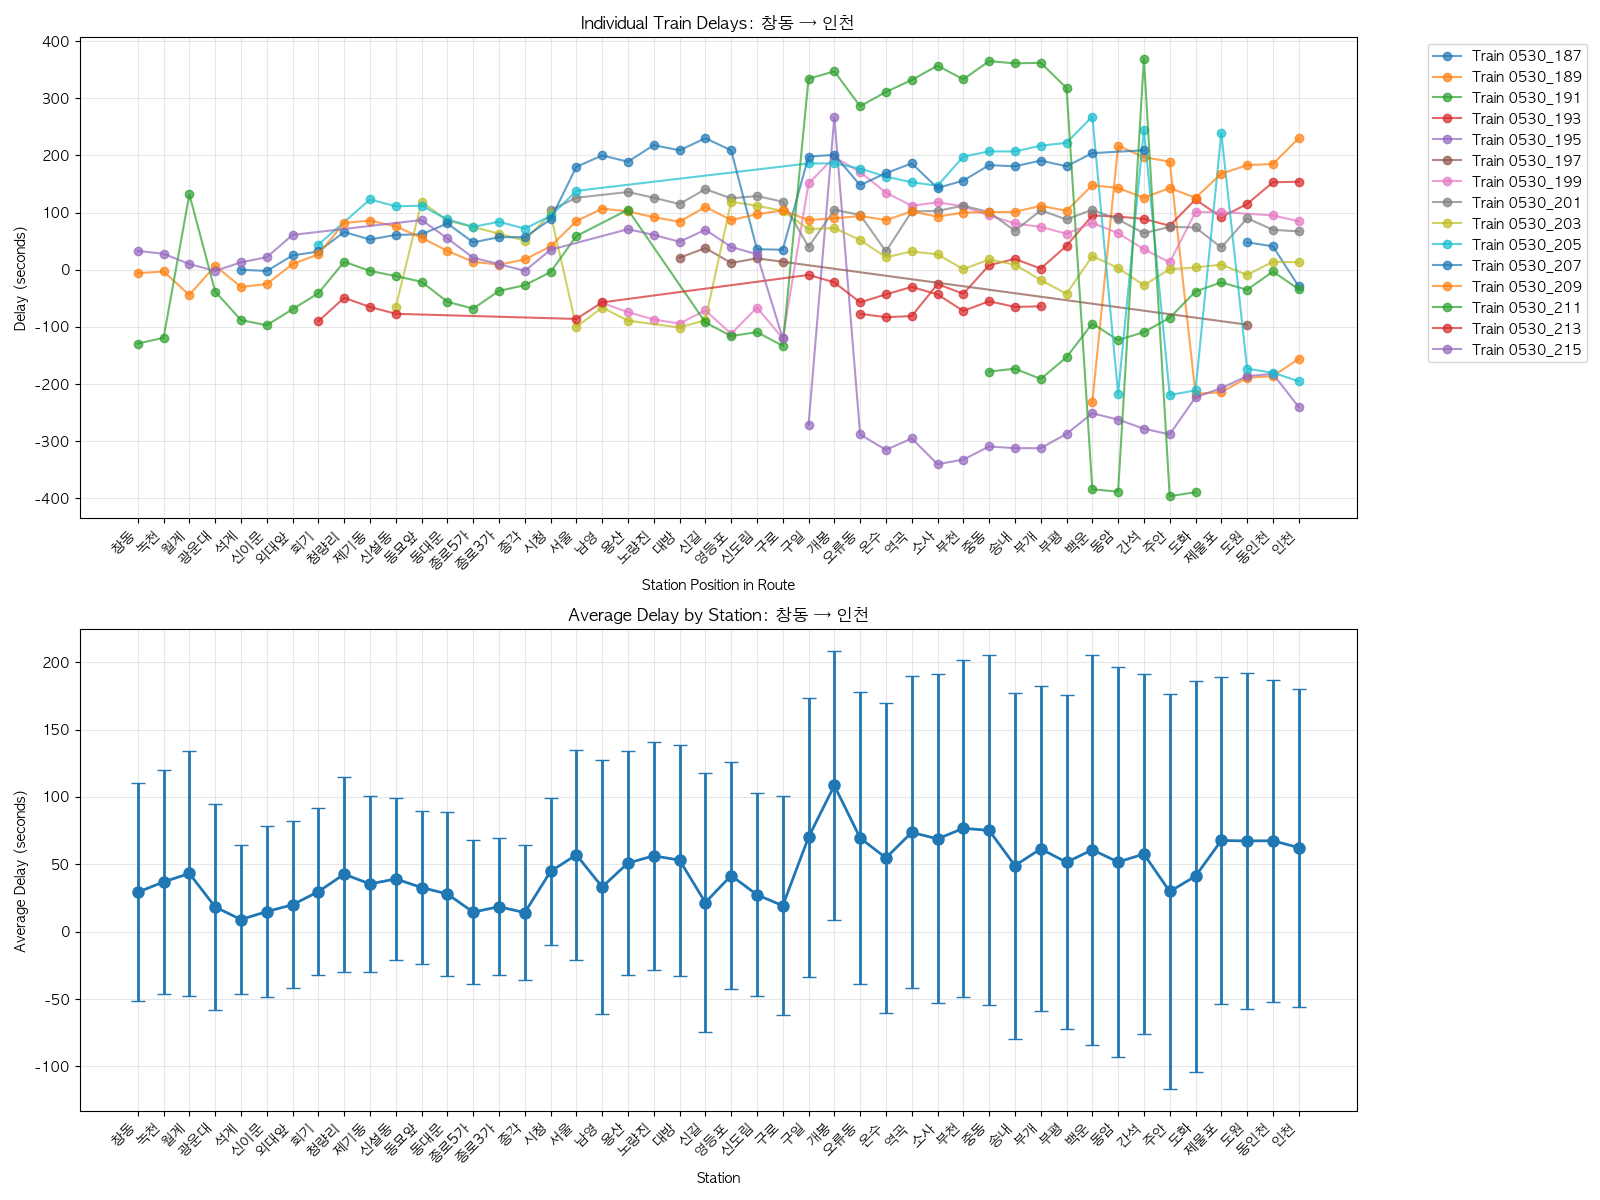 Individual Train Delays: 창동 → 인천
Delay (seconds)
400
300
200
100
0
-100
-200
-300
-400
창동
녹천
월계
광운대
석계
신이문
외대앞
회기
청량리
제기동
신설동
동묘앞
동대문
종로5가
종로3가
종각
시청
서울
남영
용산
노량진
대방
신길
영등포
신도림
구로
구일
개봉
오류동
온수
역곡
소사
부천
중동
송내
부개
부평
백운
동암
간석
주안
도화
제물포
도원
동인천
인천
Station Position in Route
Train 0530_187
Train 0530_189
Train 0530_191
Train 0530_193
Train 0530_195
Train 0530_197
Train 0530_199
Train 0530_201
Train 0530_203
Train 0530_205
Train 0530_207
Train 0530_209
Train 0530_211
Train 0530_213
Train 0530_215
Average Delay by Station: 창동 → 인천
Average Delay (seconds)
200
150
100
50
0
-50
-100
창동
녹천
월계
광운대
석계
신이문
외대앞
회기
청량리
제기동
신설동
동묘앞
동대문
종로5가
종로3가
종각
시청
서울
남영
용산
노량진
대방
신길
영등포
신도림
구로
구일
개봉
오류동
온수
역곡
소사
부천
중동
송내
부개
부평
백운
동암
간석
주안
도화
제물포
도원
동인천
인천
Station